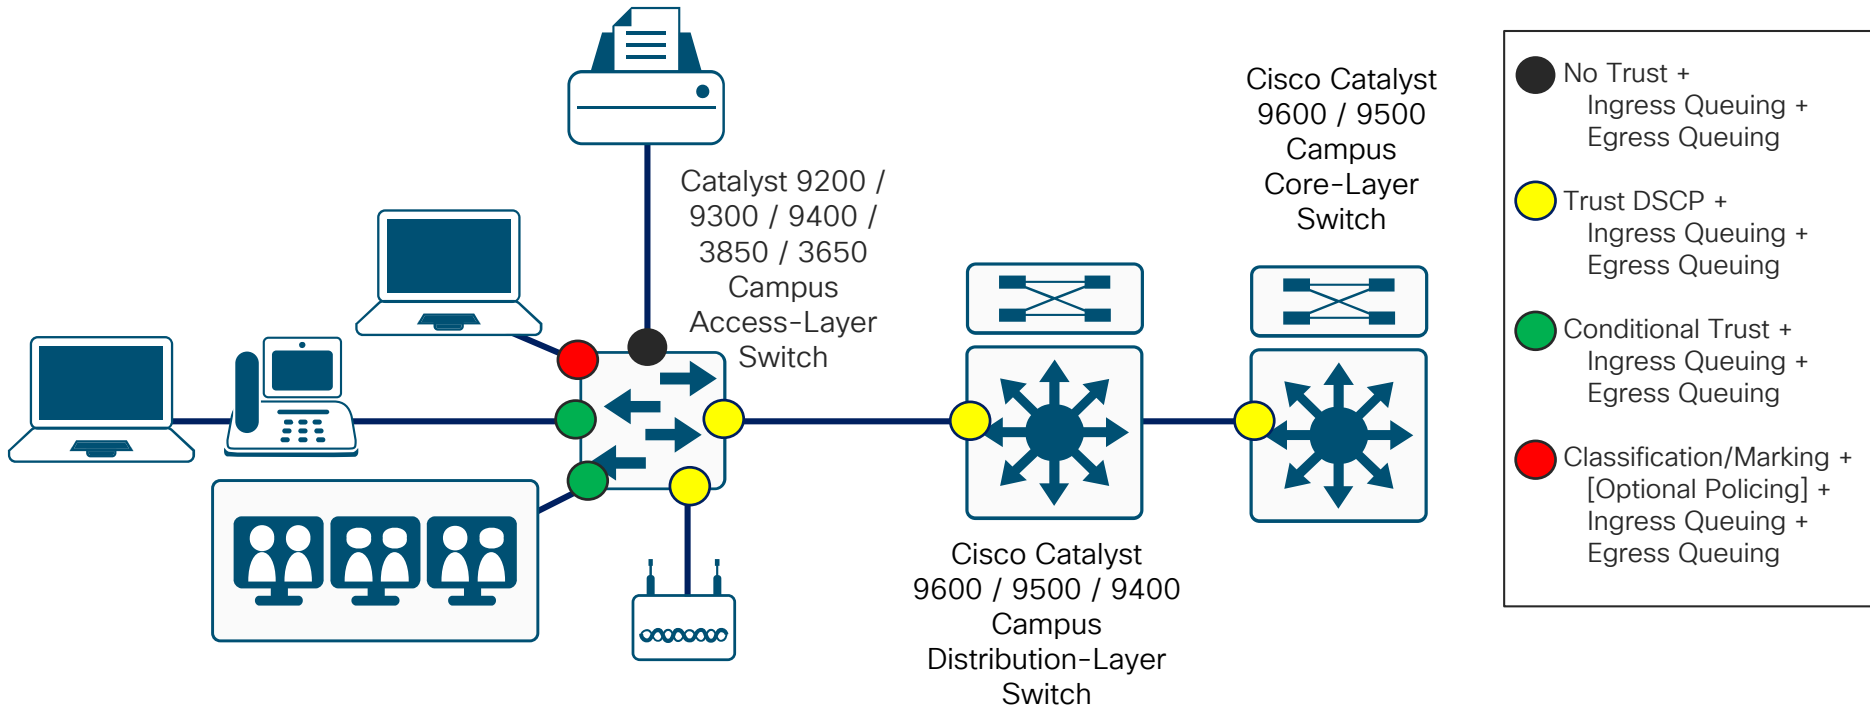 Catalyst 9200 /
9300 / 9400 /
3850 / 3650
Campus
Access-Layer
Switch
Cisco Catalyst
9600 / 9500 / 9400
Campus
Distribution-Layer
Switch
Cisco Catalyst
9600 / 9500
Campus
Core-Layer
Switch
No Trust +
Ingress Queuing +
Egress Queuing
Trust DSCP +
Ingress Queuing +
Egress Queuing
Conditional Trust +
Ingress Queuing +
Egress Queuing
Classification/Marking +
[Optional Policing] +
Ingress Queuing +
Egress Queuing